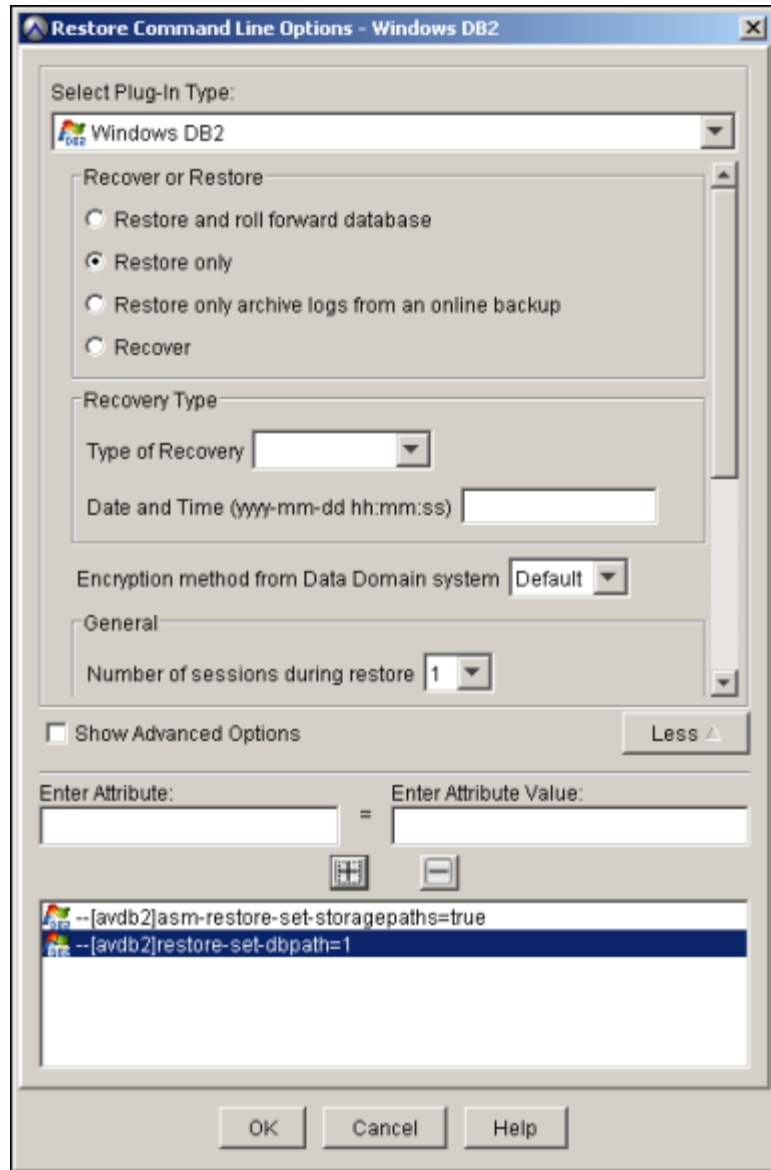 Restore Command Line Options - Windows DB2
Select Plug-In Type:
Windows DB2
Recover or Restore
Restore and roll forward database
Restore only
Restore only archive logs from an online backup
Recover
Recovery Type
Type of Recovery
Date and Time (yyyy-mm-dd hh:mm:ss)
Encryption method from Data Domain system Default
General
Number of sessions during restore 1
Show Advanced Options Less
Enter Attribute: Enter Attribute Value:
=
--[avdb2]asm-restore-set-storagepaths=true
--[avdb2]restore-set-dbpath=1
OK Cancel Help